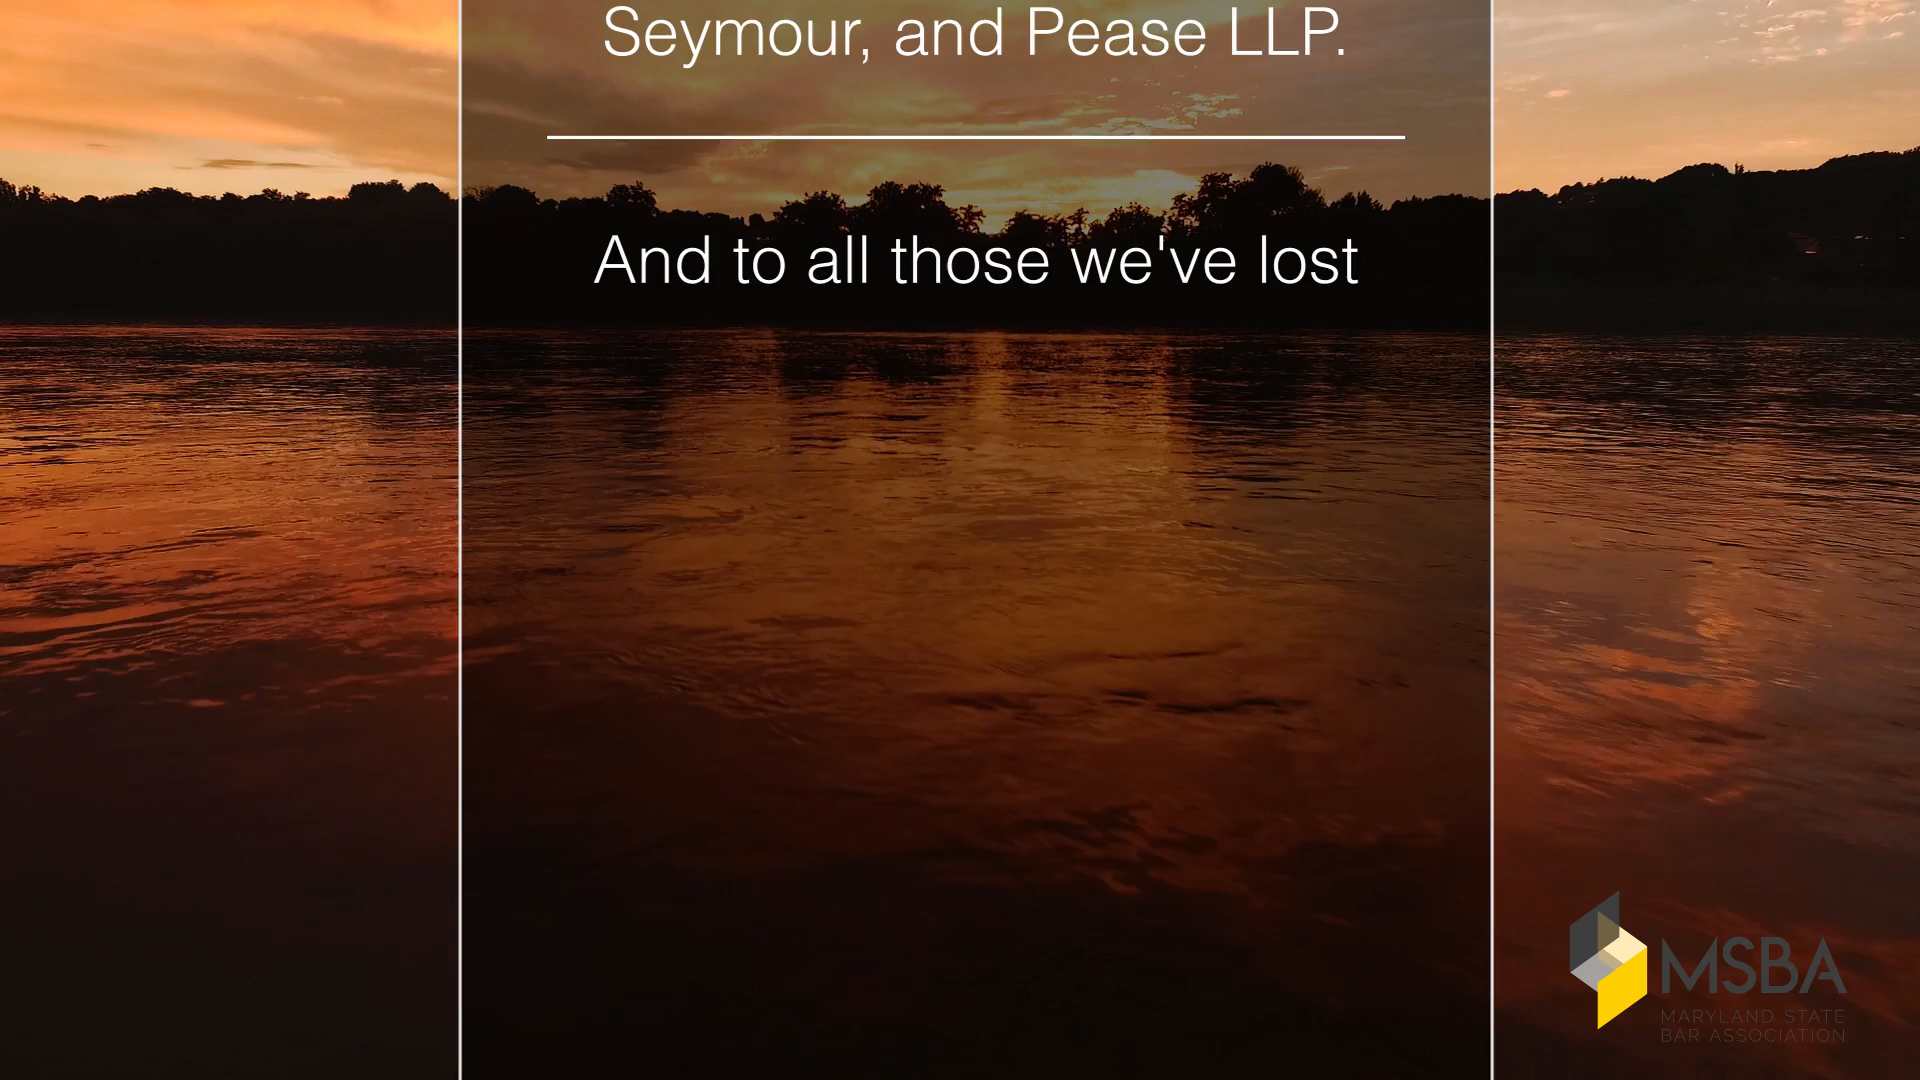 Seymour, and Pease LLP.
And to all those we've lost
MSBA
MARYLAND STATE
BAR ASSOCIATION